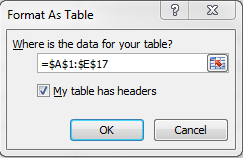 Format As Table
Where is the data for your table?
=$A$1:$E$17
My table has headers
OK
Cancel